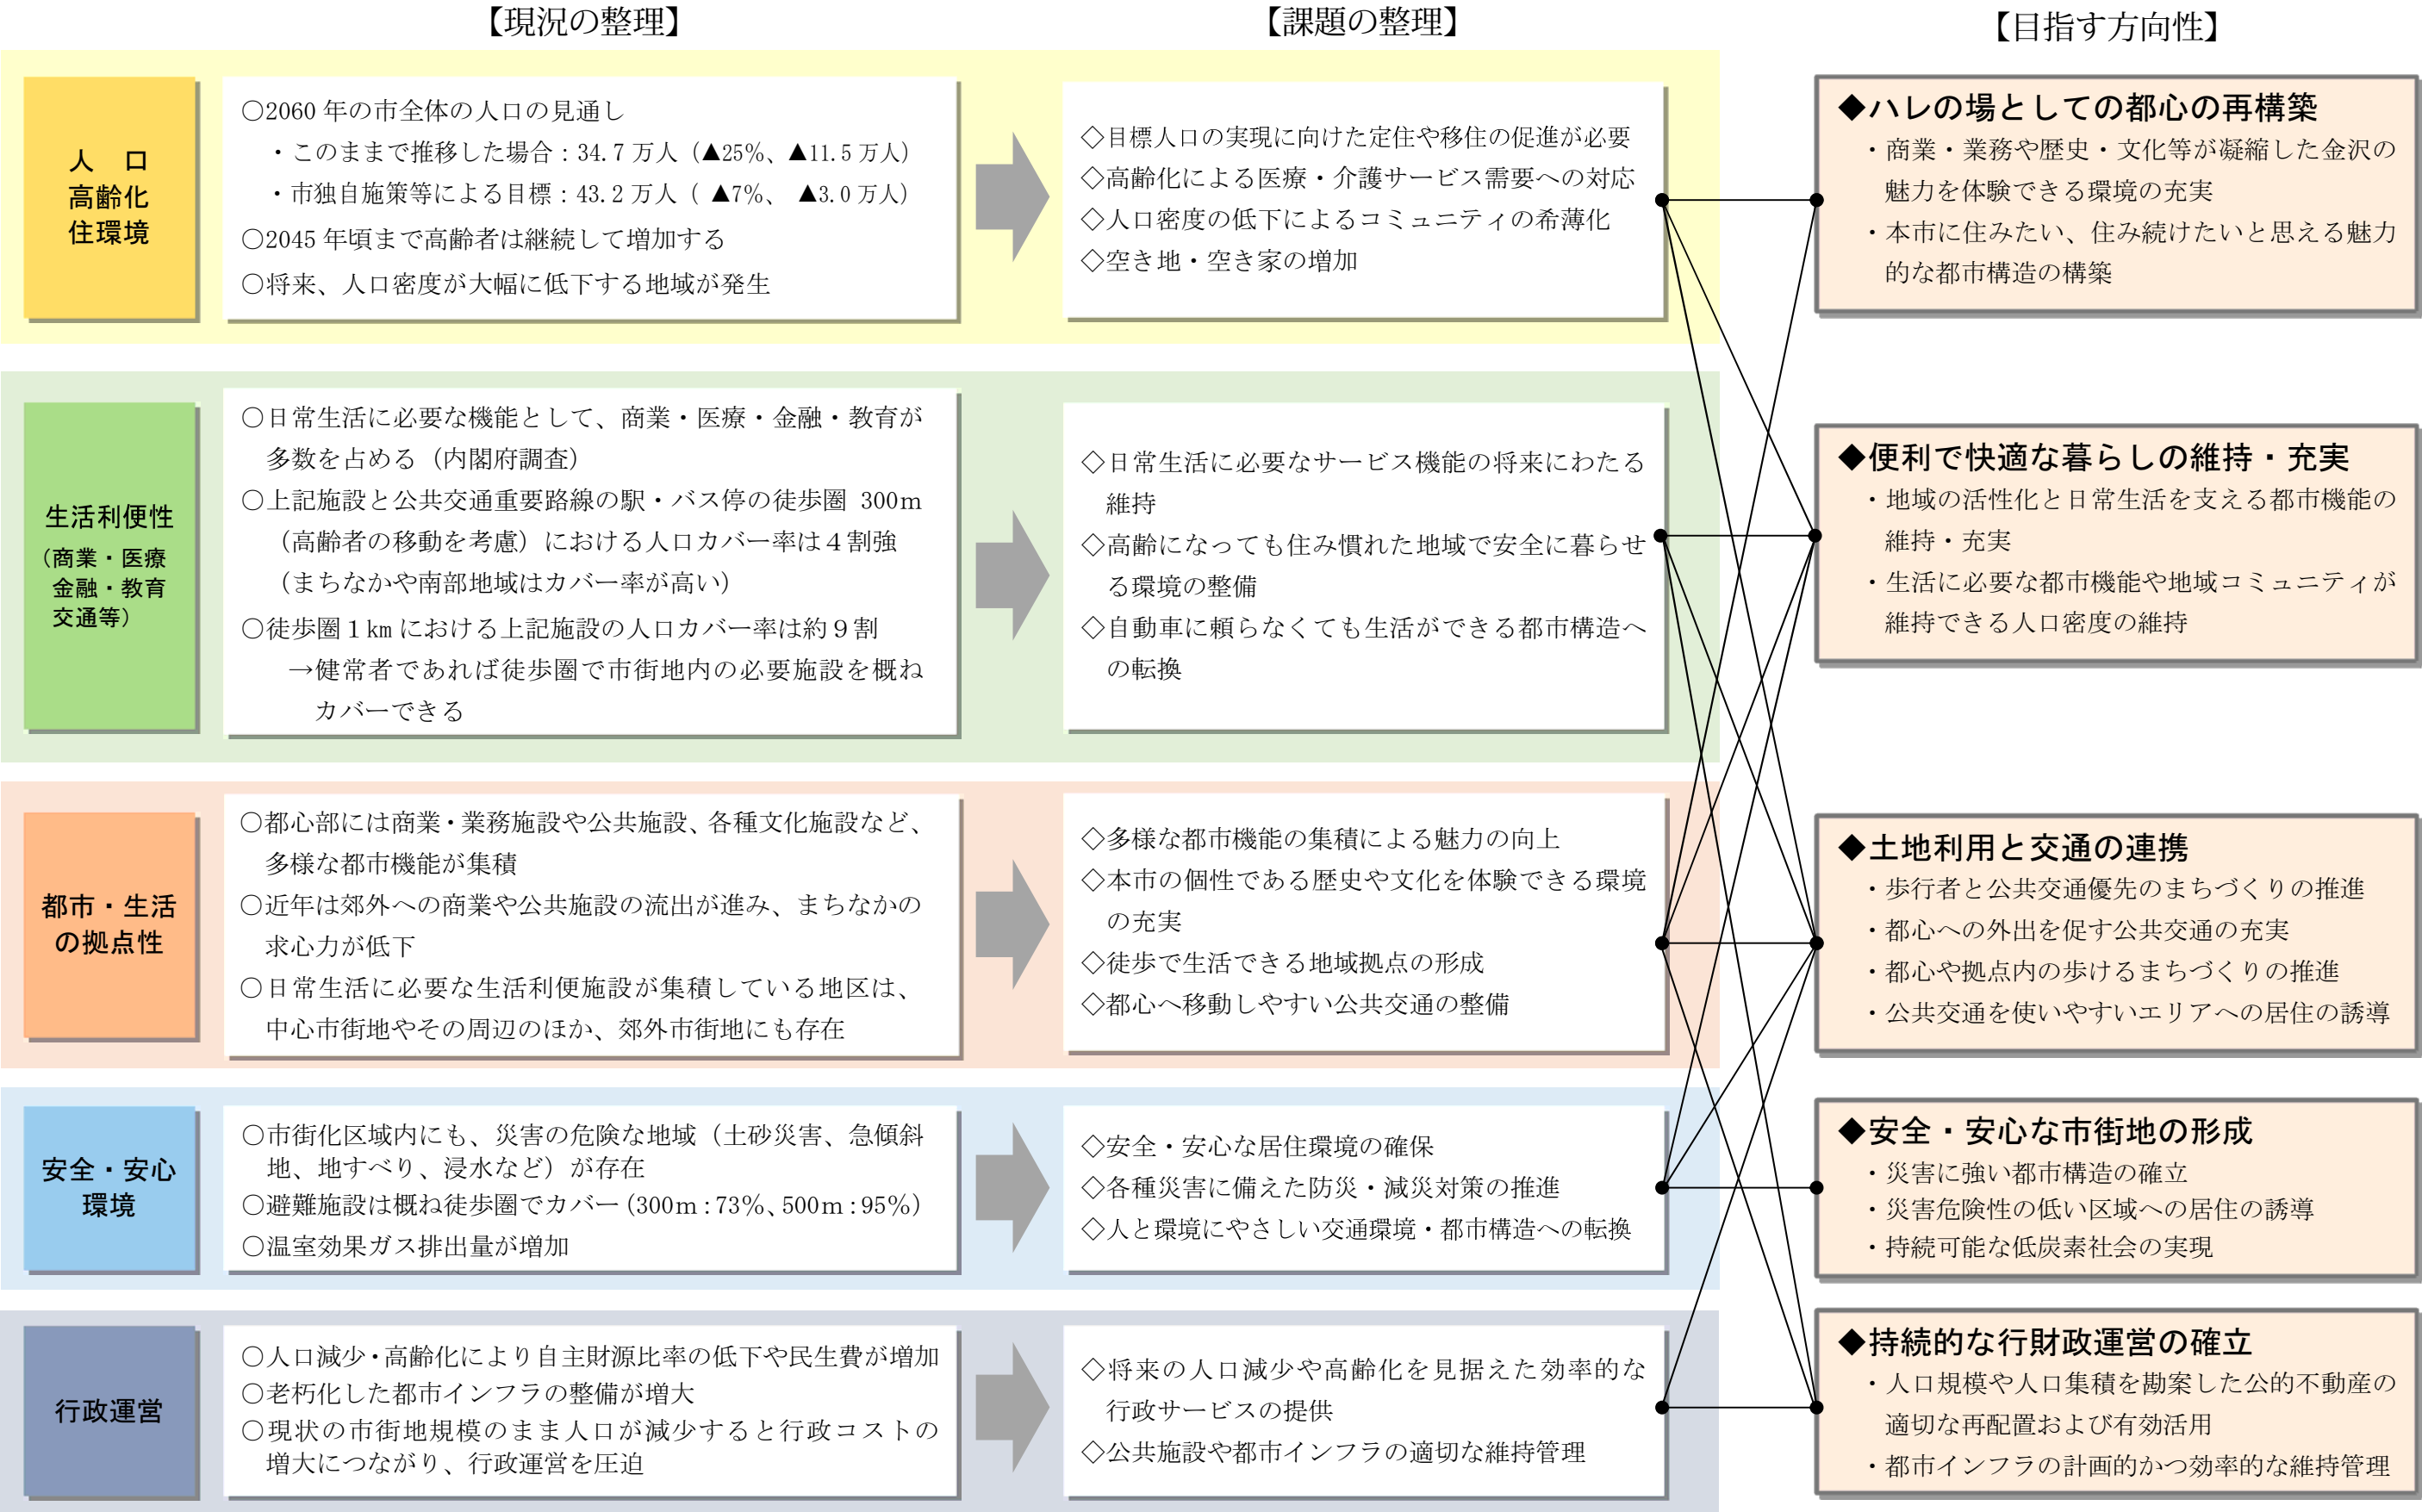 【現況の整理】
【課題の整理】
【目指す方向性】
人　口
高齢化
住環境
○2060 年の市全体の人口の見通し
・このままで推移した場合：34.7 万人（▲25％、▲11.5 万人）
・市独自施策等による目標：43.2 万人（ ▲7％、 ▲3.0 万人）
○2045 年頃まで高齢者は継続して増加する
○将来、人口密度が大幅に低下する地域が発生
◇目標人口の実現に向けた定住や移住の促進が必要
◇高齢化による医療・介護サービス需要への対応
◇人口密度の低下によるコミュニティの希薄化
◇空き地・空き家の増加
◆ハレの場としての都心の再構築
・商業・業務や歴史・文化等が凝縮した金沢の
魅力を体験できる環境の充実
・本市に住みたい、住み続けたいと思える魅力
的な都市構造の構築
生活利便性
（商業・医療
金融・教育
交通等）
○日常生活に必要な機能として、商業・医療・金融・教育が
多数を占める（内閣府調査）
○上記施設と公共交通重要路線の駅・バス停の徒歩圏 300ｍ
（高齢者の移動を考慮）における人口カバー率は４割強
（まちなかや南部地域はカバー率が高い）
○徒歩圏１㎞における上記施設の人口カバー率は約９割
→健常者であれば徒歩圏で市街地内の必要施設を概ね
カバーできる
◇日常生活に必要なサービス機能の将来にわたる
維持
◇高齢になっても住み慣れた地域で安全に暮らせ
る環境の整備
◇自動車に頼らなくても生活ができる都市構造へ
の転換
◆便利で快適な暮らしの維持・充実
・地域の活性化と日常生活を支える都市機能の
維持・充実
・生活に必要な都市機能や地域コミュニティが
維持できる人口密度の維持
都市・生活
の拠点性
○都心部には商業・業務施設や公共施設、各種文化施設など、
多様な都市機能が集積
○近年は郊外への商業や公共施設の流出が進み、まちなかの
求心力が低下
○日常生活に必要な生活利便施設が集積している地区は、
中心市街地やその周辺のほか、郊外市街地にも存在
◇多様な都市機能の集積による魅力の向上
◇本市の個性である歴史や文化を体験できる環境
の充実
◇徒歩で生活できる地域拠点の形成
◇都心へ移動しやすい公共交通の整備
◆土地利用と交通の連携
・歩行者と公共交通優先のまちづくりの推進
・都心への外出を促す公共交通の充実
・都心や拠点内の歩けるまちづくりの推進
・公共交通を使いやすいエリアへの居住の誘導
安全・安心
環境
○市街化区域内にも、災害の危険な地域（土砂災害、急傾斜
地、地すべり、浸水など）が存在
○避難施設は概ね徒歩圏でカバー（300ｍ：73％、500ｍ：95％）
○温室効果ガス排出量が増加
◇安全・安心な居住環境の確保
◇各種災害に備えた防災・減災対策の推進
◇人と環境にやさしい交通環境・都市構造への転換
◆安全・安心な市街地の形成
・災害に強い都市構造の確立
・災害危険性の低い区域への居住の誘導
・持続可能な低炭素社会の実現
行政運営
○人口減少・高齢化により自主財源比率の低下や民生費が増加
○老朽化した都市インフラの整備が増大
○現状の市街地規模のまま人口が減少すると行政コストの
増大につながり、行政運営を圧迫
◇将来の人口減少や高齢化を見据えた効率的な
行政サービスの提供
◇公共施設や都市インフラの適切な維持管理
◆持続的な行財政運営の確立
・人口規模や人口集積を勘案した公的不動産の
適切な再配置および有効活用
・都市インフラの計画的かつ効率的な維持管理